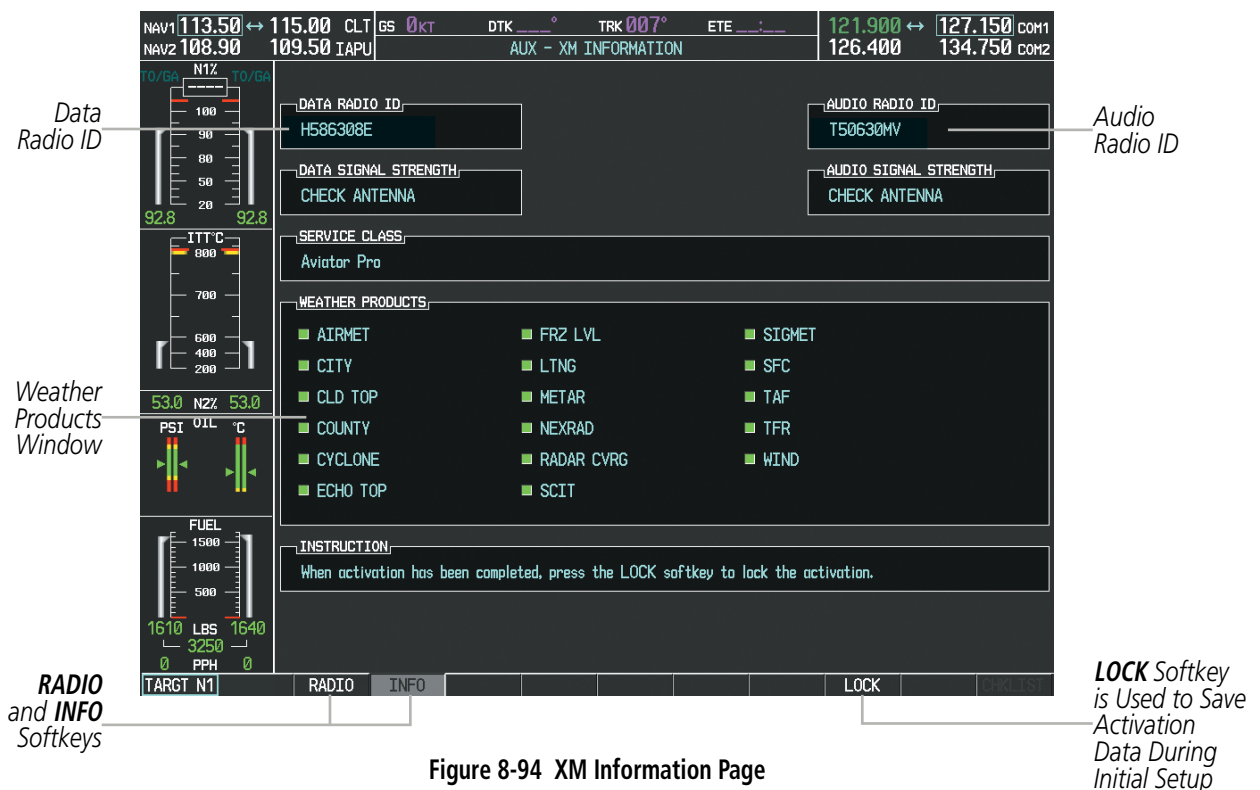 NAV1 113.50 ↔ 115.00 CLT
NAV2 108.90 109.50 IAPU
GS 0KT DTK ___° TRK 007° ETE __:__
AUX - XM INFORMATION
121.900 ↔ 127.150 COM1
126.400 134.750 COM2
TO/GA N1% TO/GA
----
100
90
80
50
20
92.8 92.8
ITT°C
800
700
600
400
200
53.0 N2% 53.0
PSI OIL °C
FUEL
1500
1000
500
1610 LBS 1640
3250
0 PPH 0
DATA RADIO ID
H586308E
AUDIO RADIO ID
T50630MV
DATA SIGNAL STRENGTH
CHECK ANTENNA
AUDIO SIGNAL STRENGTH
CHECK ANTENNA
SERVICE CLASS
Aviator Pro
WEATHER PRODUCTS
AIRMET FRZ LVL SIGMET
CITY LTNG SFC
CLD TOP METAR TAF
COUNTY NEXRAD TFR
CYCLONE RADAR CVRG WIND
ECHO TOP SCIT
INSTRUCTION
When activation has been completed, press the LOCK softkey to lock the activation.
TARGT N1 RADIO INFO LOCK CHKLIST
Data
Radio ID
Audio
Radio ID
Weather
Products
Window
RADIO
and INFO
Softkeys
LOCK Softkey
is Used to Save
Activation
Data During
Initial Setup
Figure 8-94 XM Information Page